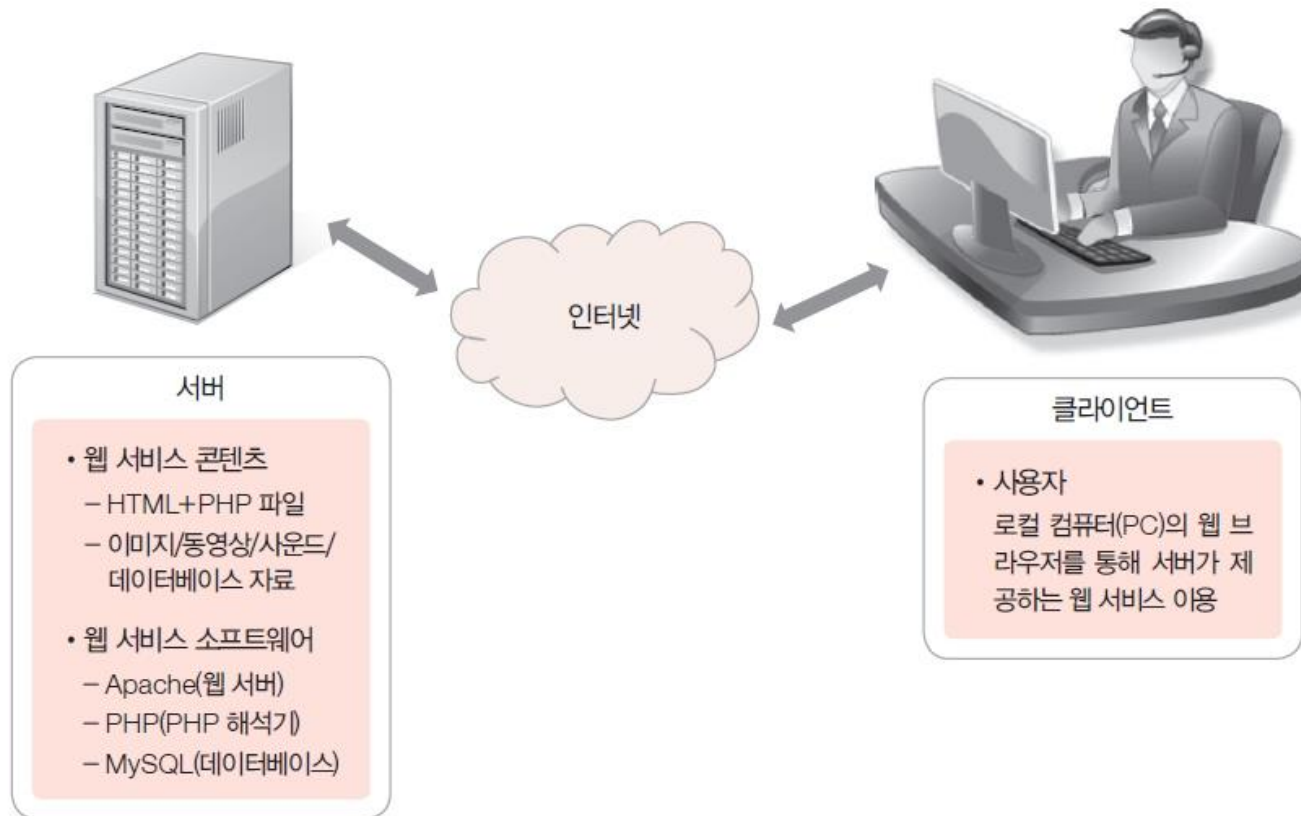 인터넷
서버
• 웹 서비스 콘텐츠
– HTML+PHP 파일
– 이미지/동영상/사운드/
데이터베이스 자료
• 웹 서비스 소프트웨어
– Apache(웹 서버)
– PHP(PHP 해석기)
– MySQL(데이터베이스)
클라이언트
• 사용자
로컬 컴퓨터(PC)의 웹 브
라우저를 통해 서버가 제
공하는 웹 서비스 이용